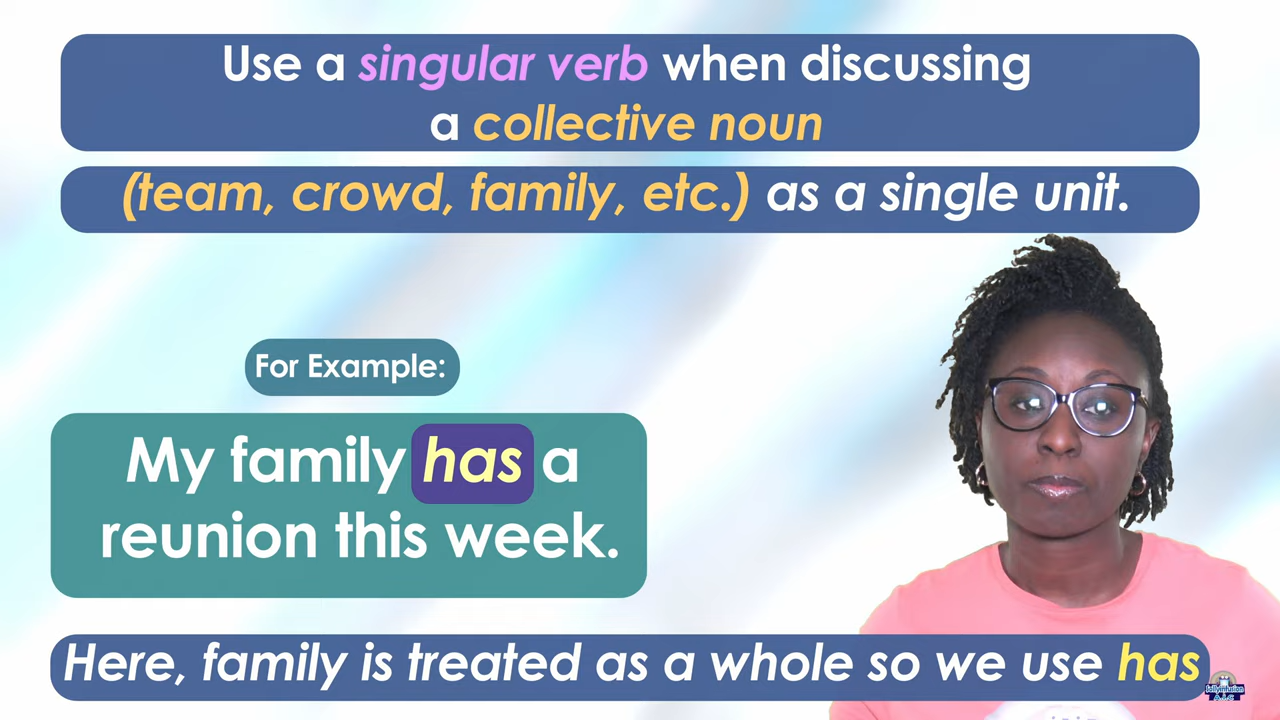 Use a singular verb when discussing
a collective noun
(team, crowd, family, etc.) as a single unit.
For Example:
My family has a
reunion this week.
Here, family is treated as a whole so we use has